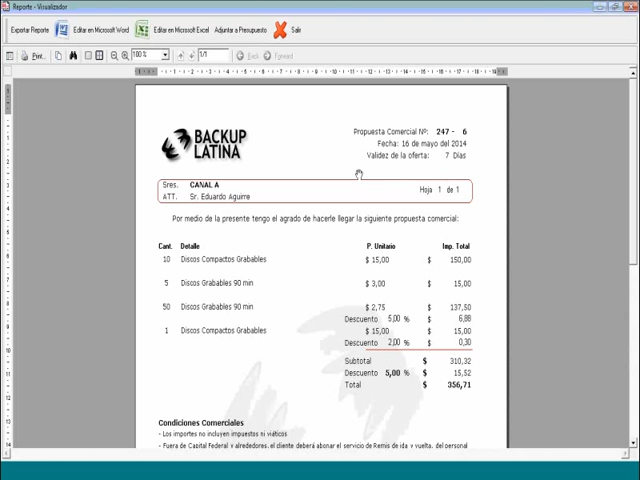 Reporte - Visualizador
Exportar Reporte Editar en Microsoft Word Editar en Microsoft Excel Adjuntar a Presupuesto Salir
Print... 100 % 1/1 Back Forward
BACKUP
LATINA
Propuesta Comercial Nº: 247 - 6
Fecha: 16 de mayo del 2014
Validez de la oferta: 7 Días
Sres. CANAL A
ATT. Sr. Eduardo Aguirre
Hoja 1 de 1
Por medio de la presente tengo el agrado de hacerle llegar la siguiente propuesta comercial:
Cant. Detalle P. Unitario Imp. Total
10 Discos Compactos Grabables $ 15,00 $ 150,00
5 Discos Grabables 90 min $ 3,00 $ 15,00
50 Discos Grabables 90 min $ 2,75 $ 137,50
Descuento 5,00 % $ 6,88
1 Discos Compactos Grabables $ 15,00 $ 15,00
Descuento 2,00 % $ 0,30
Subtotal $ 310,32
Descuento 5,00 % $ 15,52
Total $ 356,71
Condiciones Comerciales
- Los importes no incluyen impuestos ni viáticos
- Fuera de Capital Federal y alrededores, el cliente deberá abonar el servicio de Remis de ida y vuelta, del personal